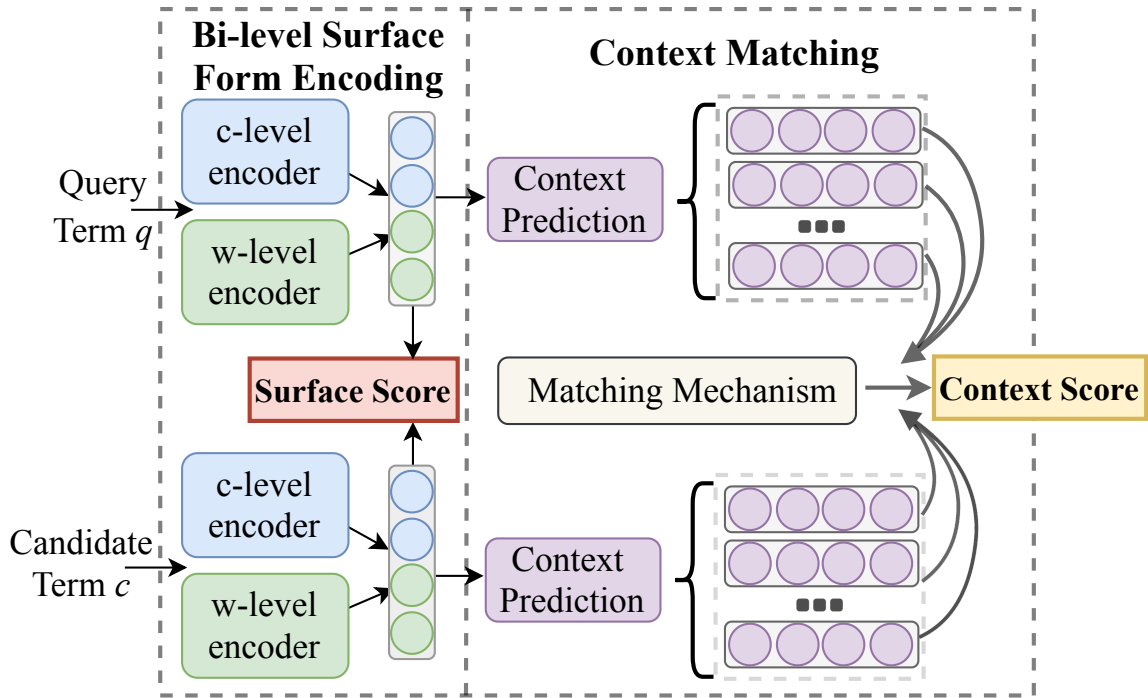 Bi-level Surface
Form Encoding
Context Matching
c-level
encoder
Query
Term q
w-level
encoder
Context
Prediction
Surface Score
Matching Mechanism
Context Score
c-level
encoder
Candidate
Term c
w-level
encoder
Context
Prediction